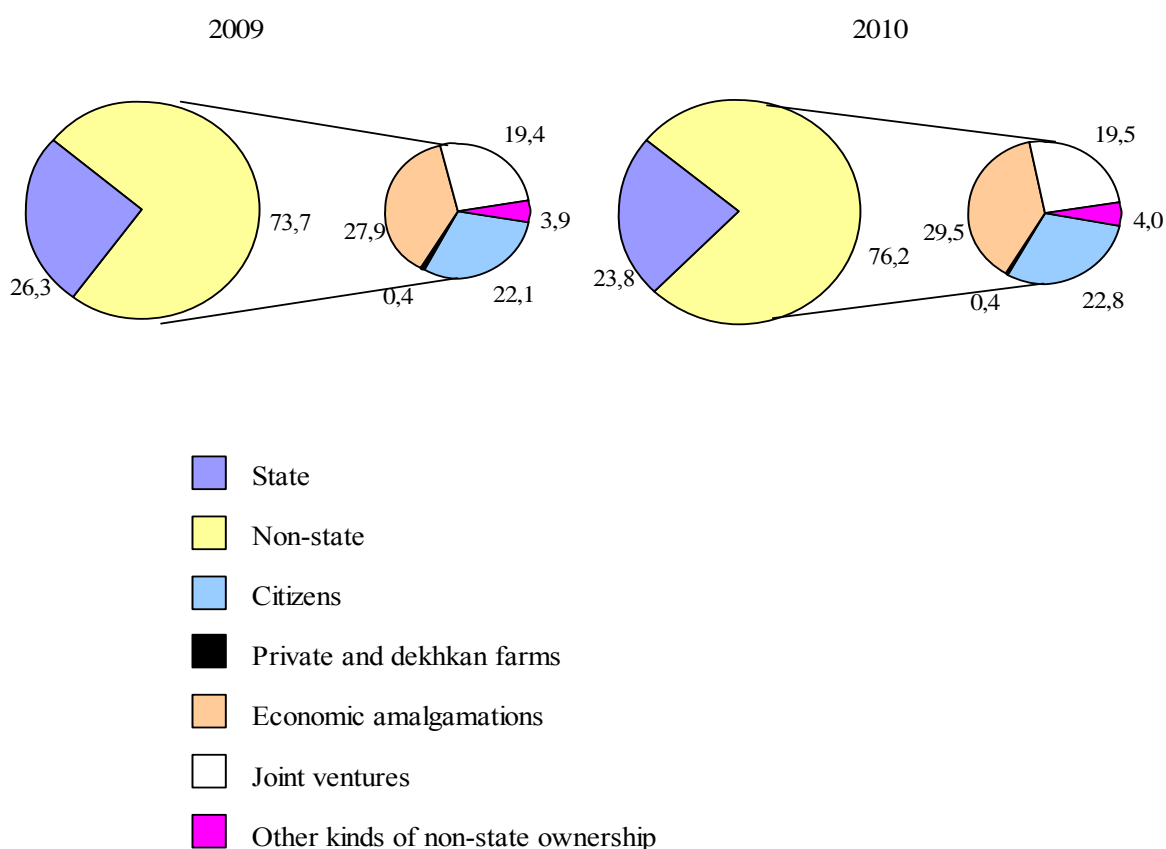 2009
2010
19,4
3,9
22,1
0,4
27,9
73,7
26,3
19,5
4,0
22,8
0,4
29,5
76,2
23,8
State
Non-state
Citizens
Private and dekhkan farms
Economic amalgamations
Joint ventures
Other kinds of non-state ownership